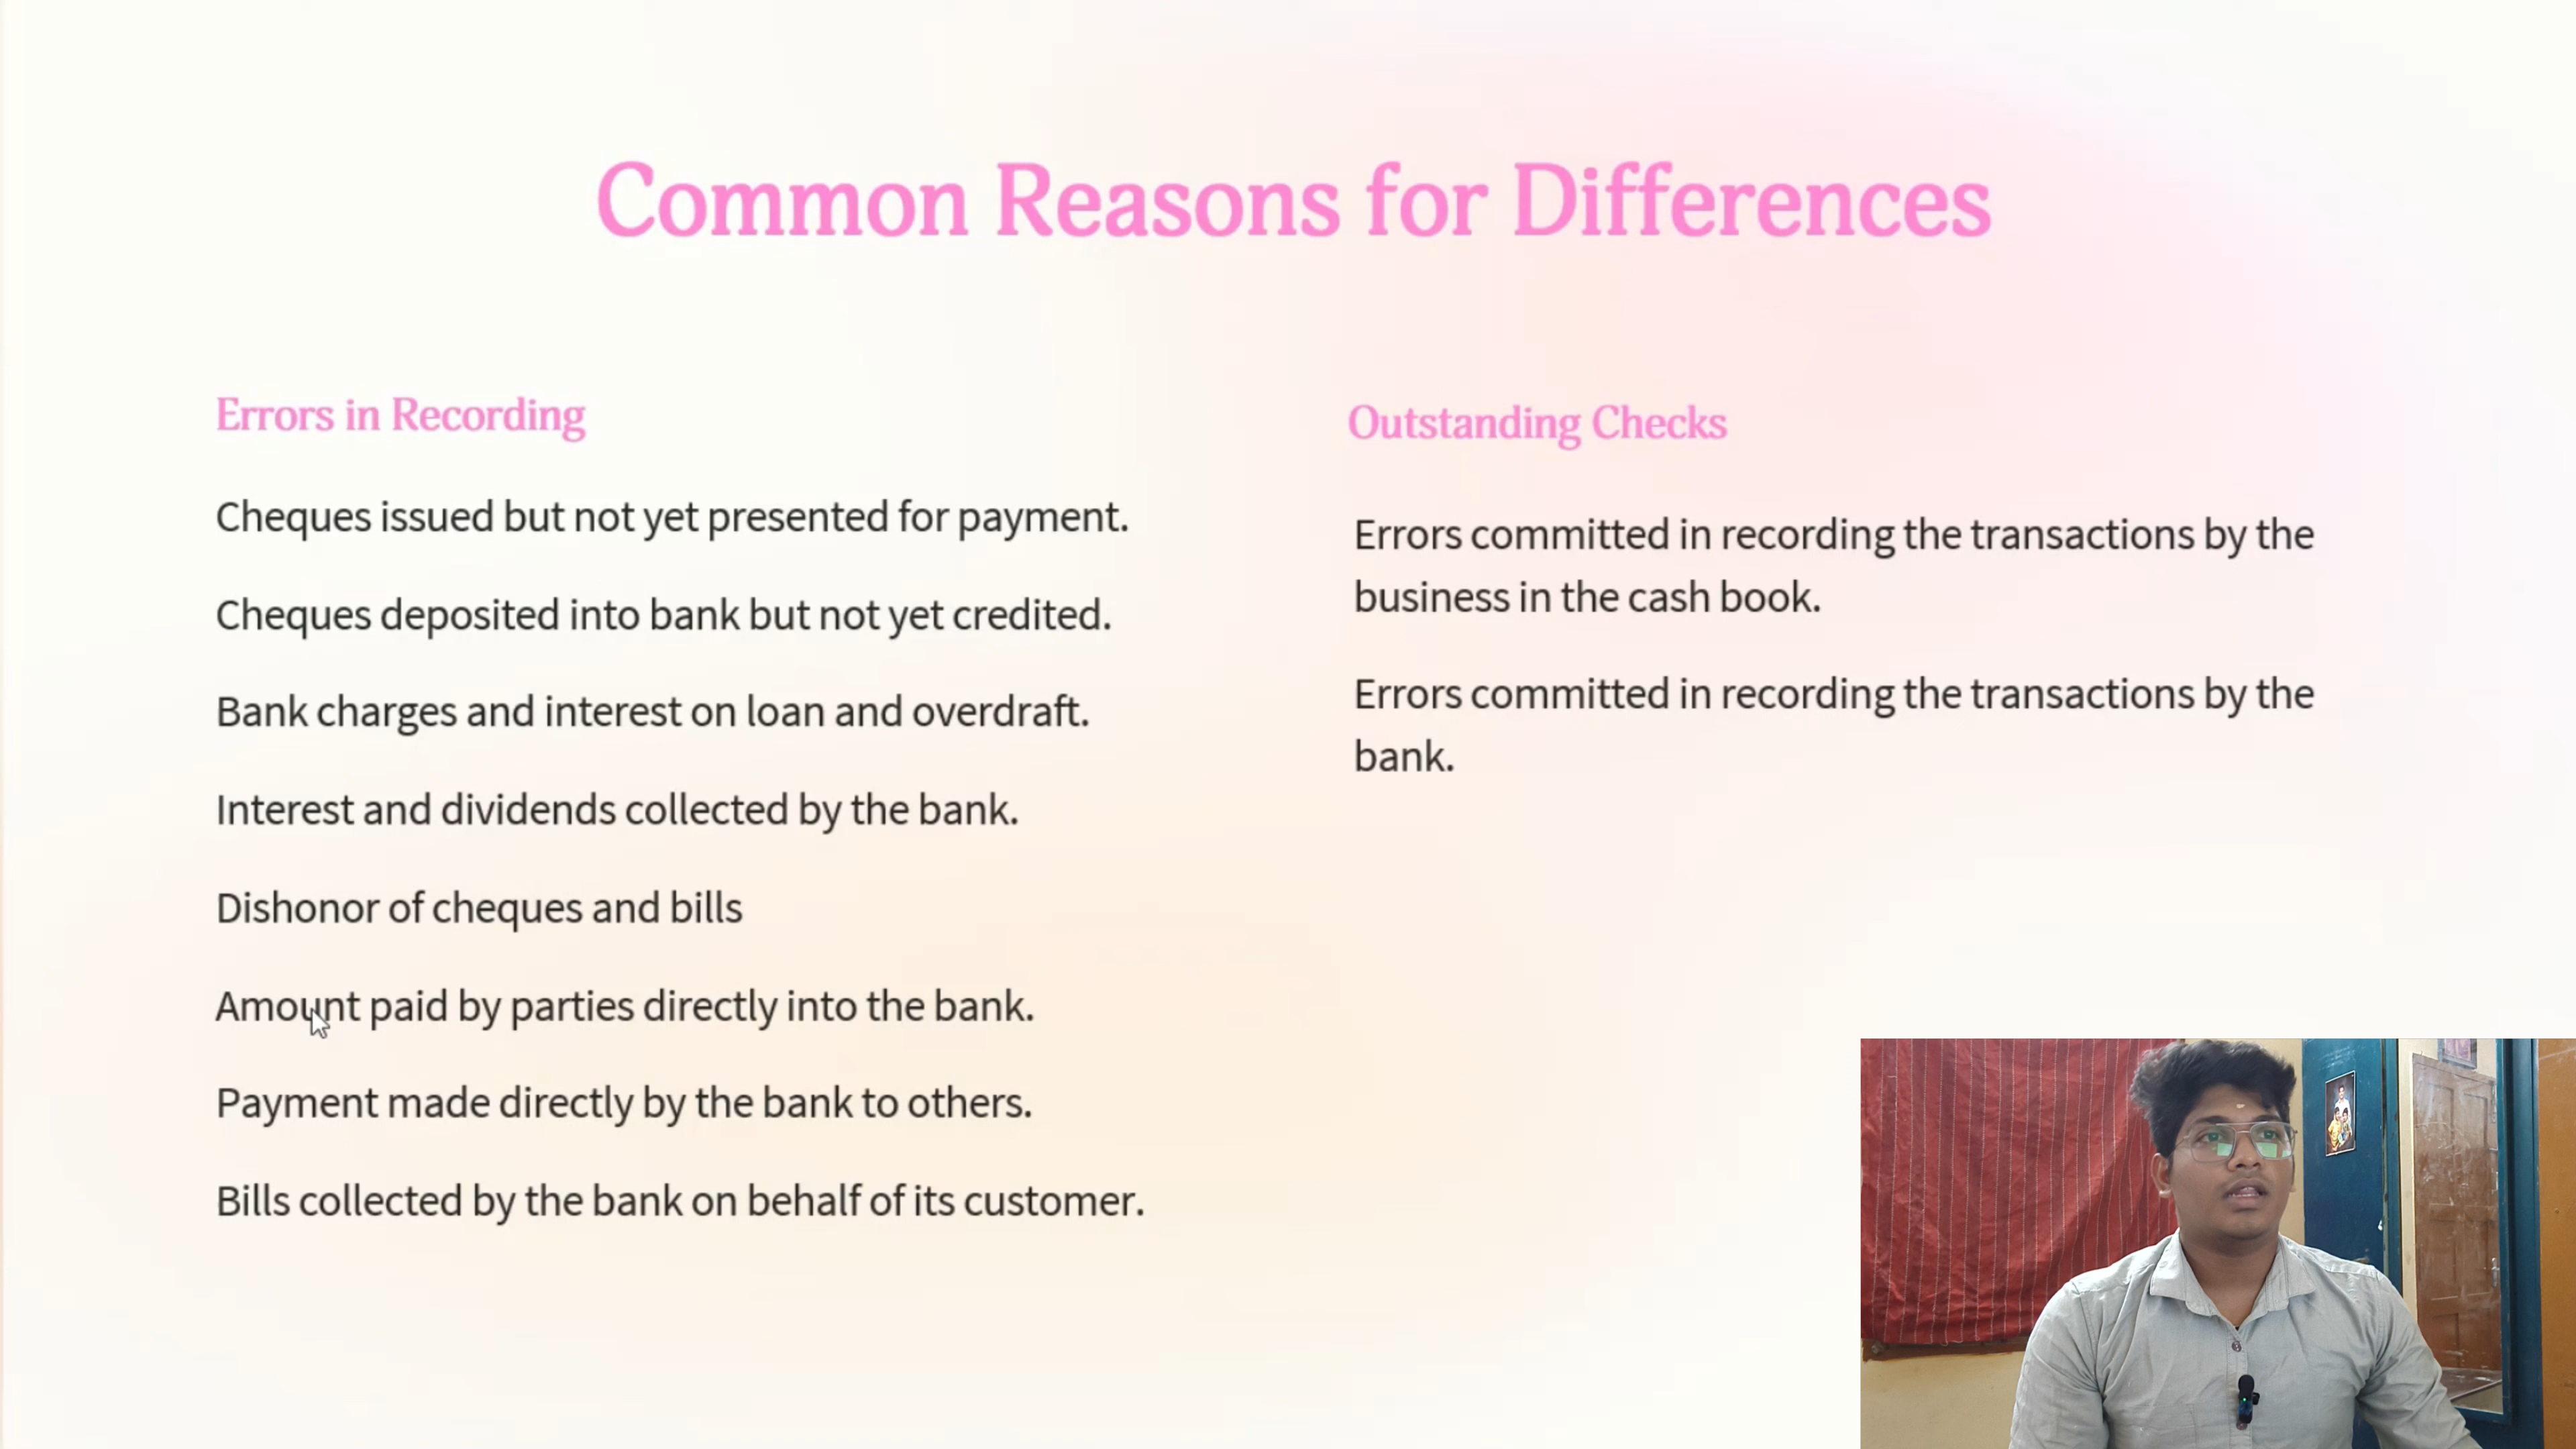 Common Reasons for Differences
Errors in Recording
Cheques issued but not yet presented for payment.
Cheques deposited into bank but not yet credited.
Bank charges and interest on loan and overdraft.
Interest and dividends collected by the bank.
Dishonor of cheques and bills
Amount paid by parties directly into the bank.
Payment made directly by the bank to others.
Bills collected by the bank on behalf of its customer.
Outstanding Checks
Errors committed in recording the transactions by the
business in the cash book.
Errors committed in recording the transactions by the
bank.